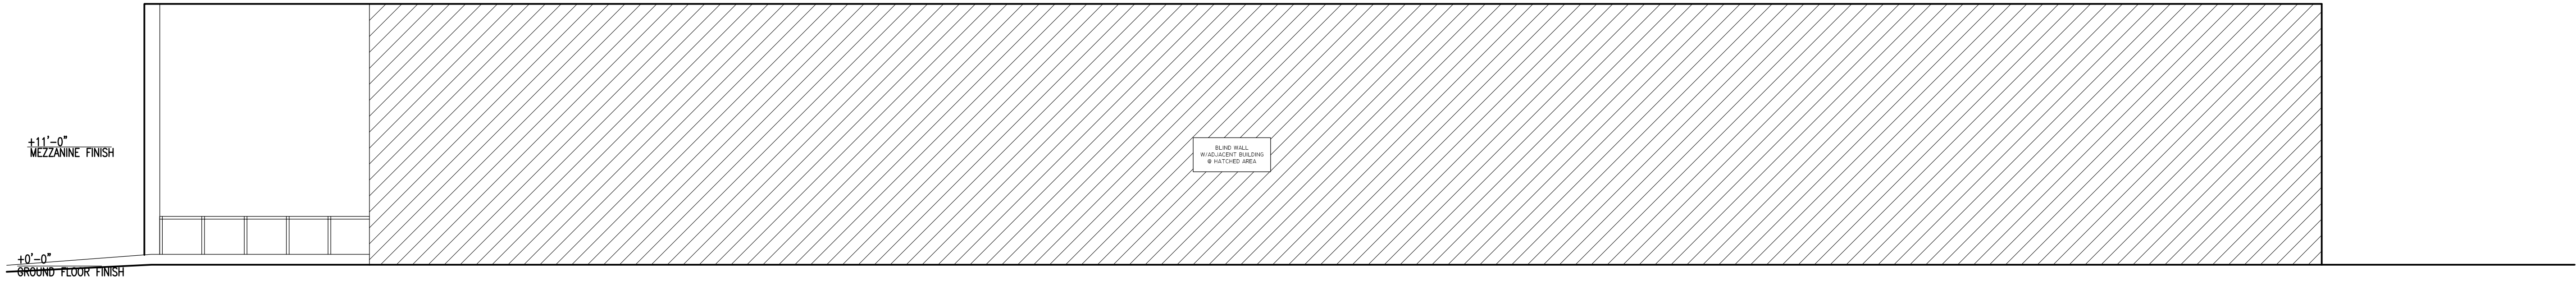 +11'-0"
MEZZANINE FINISH
BLIND WALL
W/ADJACENT BUILDING
@ HATCHED AREA
+0'-0"
GROUND FLOOR FINISH